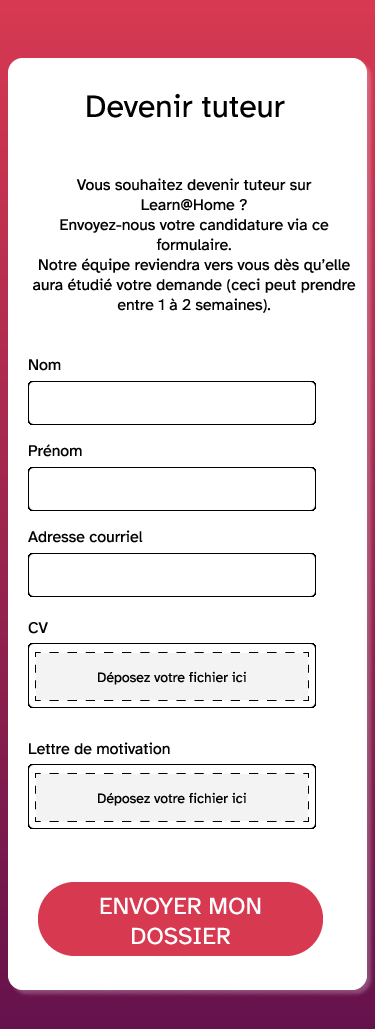 Devenir tuteur
Vous souhaitez devenir tuteur sur
Learn@Home ?
Envoyez-nous votre candidature via ce
formulaire.
Notre équipe reviendra vers vous dès qu’elle
aura étudié votre demande (ceci peut prendre
entre 1 à 2 semaines).
Nom
Prénom
Adresse courriel
CV
Déposez votre fichier ici
Lettre de motivation
Déposez votre fichier ici
ENVOYER MON
DOSSIER